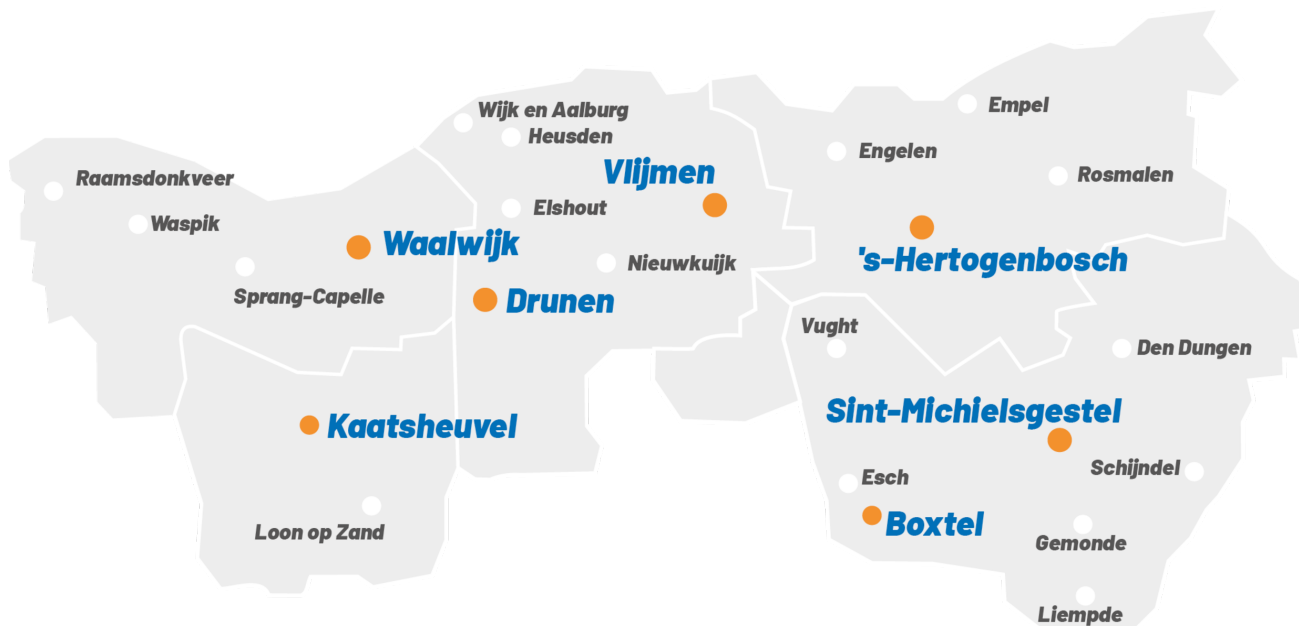 Wijk en Aalburg
Heusden
Empel
Engelen
Vlijmen
Raamsdonkveer
Rosmalen
Waspik
Elshout
Waalwijk
's-Hertogenbosch
Nieuwkuijk
Sprang-Capelle
Drunen
Vught
Den Dungen
Sint-Michielsgestel
Kaatsheuvel
Schijndel
Esch
Loon op Zand
Boxtel
Gemonde
Liempde